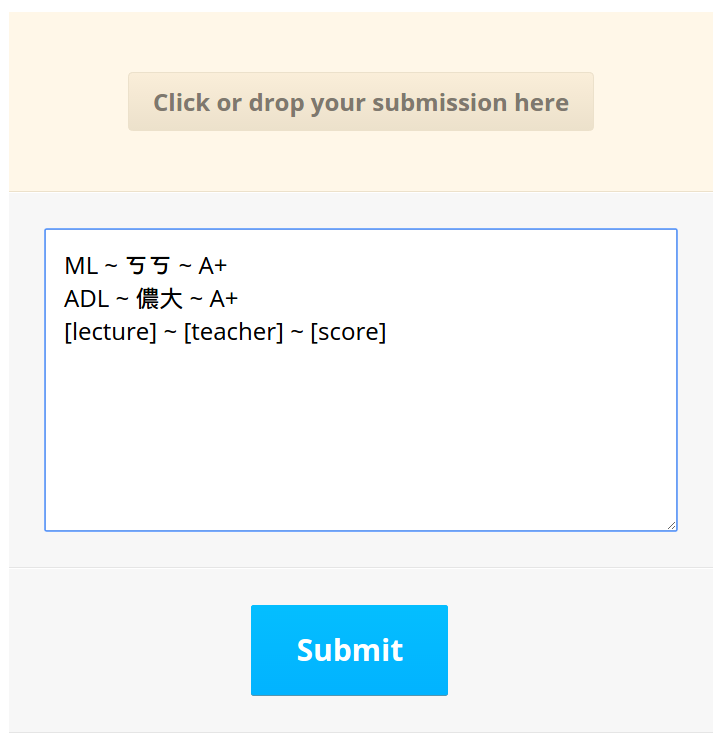 Click or drop your submission here
ML ~ ㄎㄎ ~ A+
ADL ~ 儂大 ~ A+
[lecture] ~ [teacher] ~ [score]
Submit